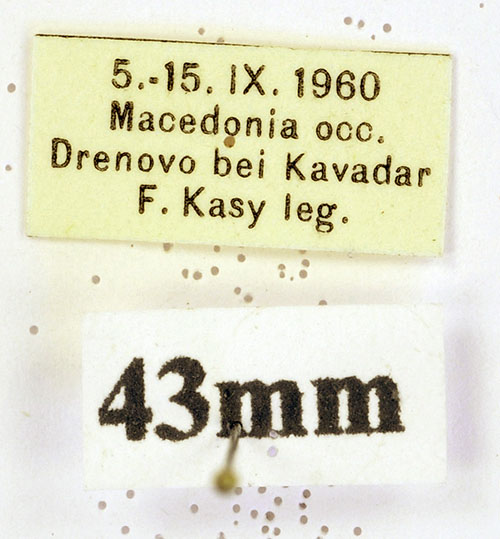 5.-15. IX. 1960
Macedonia occ.
Drenovo bei Kavadar
F. Kasy leg.
43mm